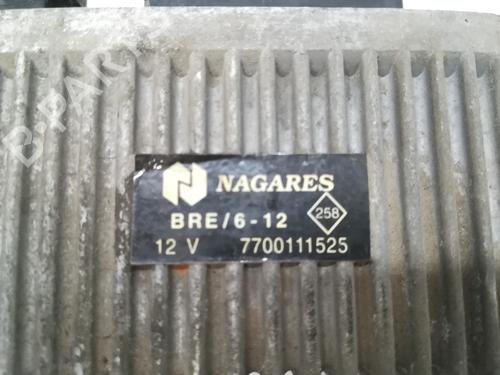 B-PARTS
NAGARES
BRE/6-12
258
12 V 7700111525